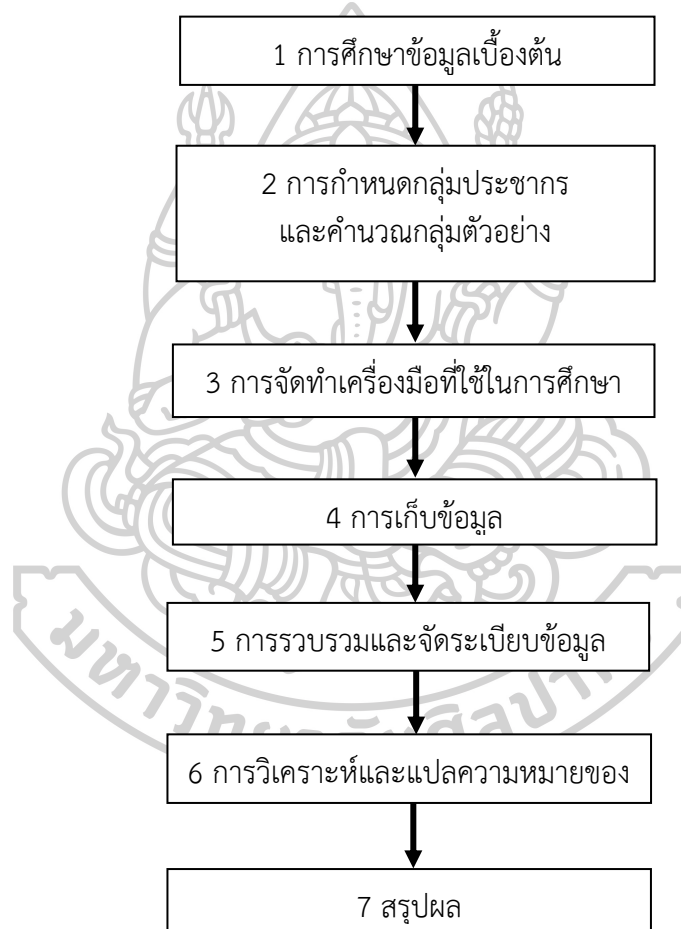 1 การศึกษาข้อมูลเบื้องต้น
2 การกำหนดกลุ่มประชากร
และคำนวณกลุ่มตัวอย่าง
3 การจัดทำเครื่องมือที่ใช้ในการศึกษา
4 การเก็บข้อมูล
5 การรวบรวมและจัดระเบียบข้อมูล
6 การวิเคราะห์และแปลความหมายของ
7 สรุปผล